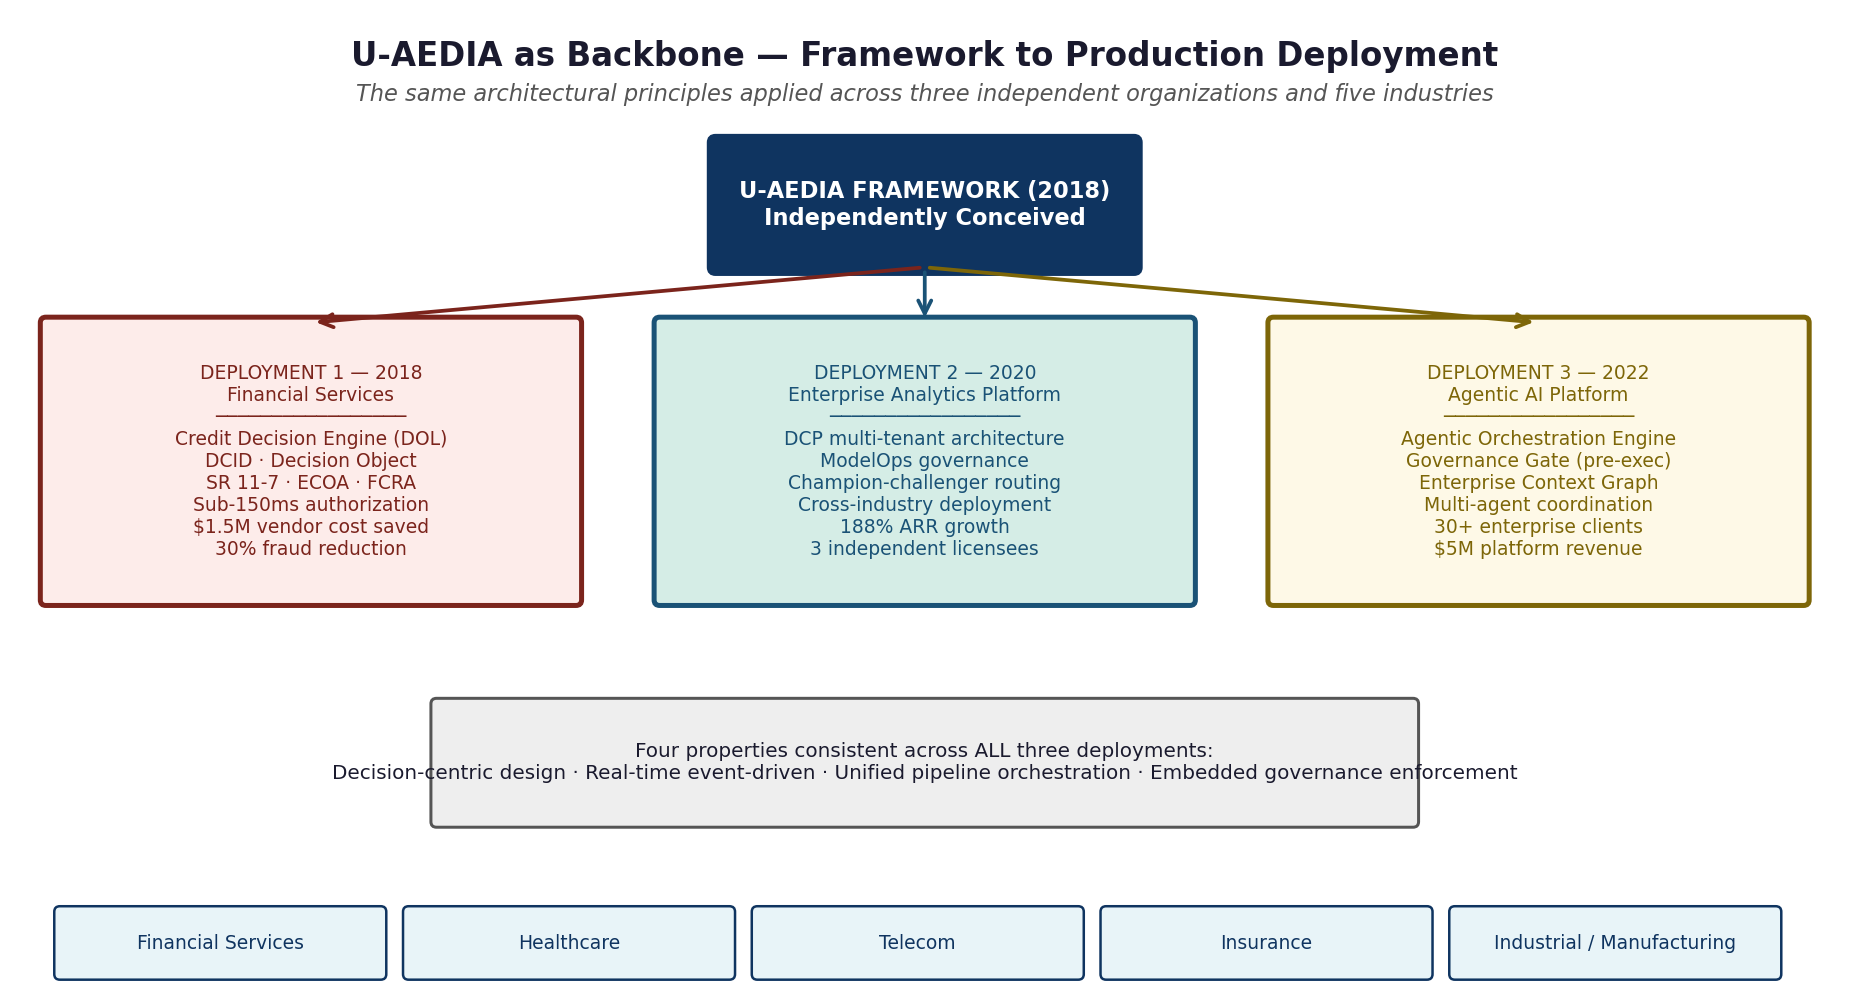 U-AEDIA as Backbone — Framework to Production Deployment
The same architectural principles applied across three independent organizations and five industries
U-AEDIA FRAMEWORK (2018)
Independently Conceived
DEPLOYMENT 1 — 2018
Financial Services
Credit Decision Engine (DOL)
DCID · Decision Object
SR 11-7 · ECOA · FCRA
Sub-150ms authorization
$1.5M vendor cost saved
30% fraud reduction
DEPLOYMENT 2 — 2020
Enterprise Analytics Platform
DCP multi-tenant architecture
ModelOps governance
Champion-challenger routing
Cross-industry deployment
188% ARR growth
3 independent licensees
DEPLOYMENT 3 — 2022
Agentic AI Platform
Agentic Orchestration Engine
Governance Gate (pre-exec)
Enterprise Context Graph
Multi-agent coordination
30+ enterprise clients
$5M platform revenue
Four properties consistent across ALL three deployments:
Decision-centric design · Real-time event-driven · Unified pipeline orchestration · Embedded governance enforcement
Financial Services
Healthcare
Telecom
Insurance
Industrial / Manufacturing